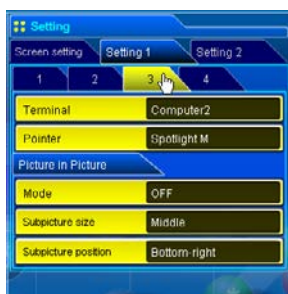 Setting
Screen setting Setting 1 Setting 2
1 2 3 4
Terminal Computer2
Pointer Spotlight M
Picture in Picture
Mode OFF
Subpicture size Middle
Subpicture position Bottom-right